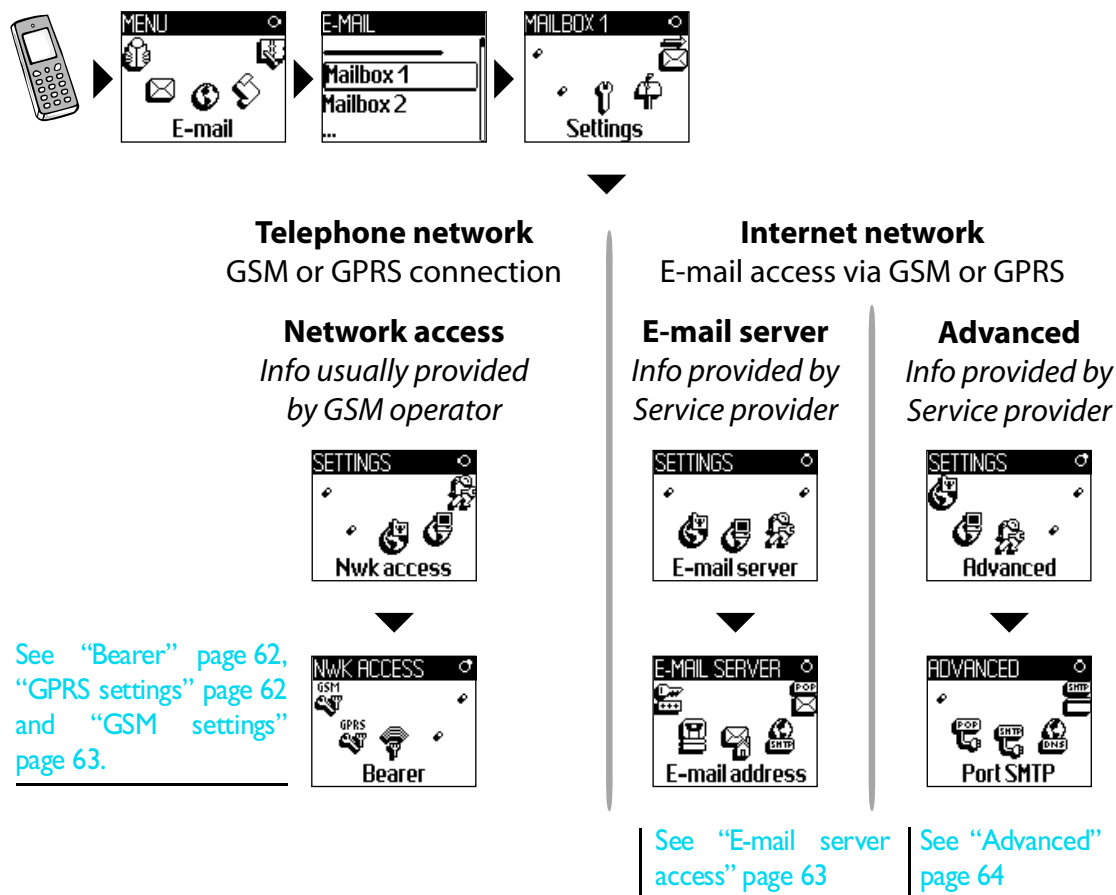 MENU
E-mail
E-MAIL
Mailbox 1
Mailbox 2
...
MAILBOX 1
Settings
Telephone network
GSM or GPRS connection
Internet network
E-mail access via GSM or GPRS
Network access
Info usually provided
by GSM operator
E-mail server
Info provided by
Service provider
Advanced
Info provided by
Service provider
SETTINGS
Nwk access
SETTINGS
E-mail server
SETTINGS
Advanced
See “Bearer” page 62,
“GPRS settings” page 62
and “GSM settings”
page 63.
NWK ACCESS
GSM
GPRS
Bearer
E-MAIL SERVER
POP
SMTP
E-mail address
ADVANCED
SMTP
POP
SMTP
DNS
Port SMTP
See “E-mail server
access” page 63
See “Advanced”
page 64